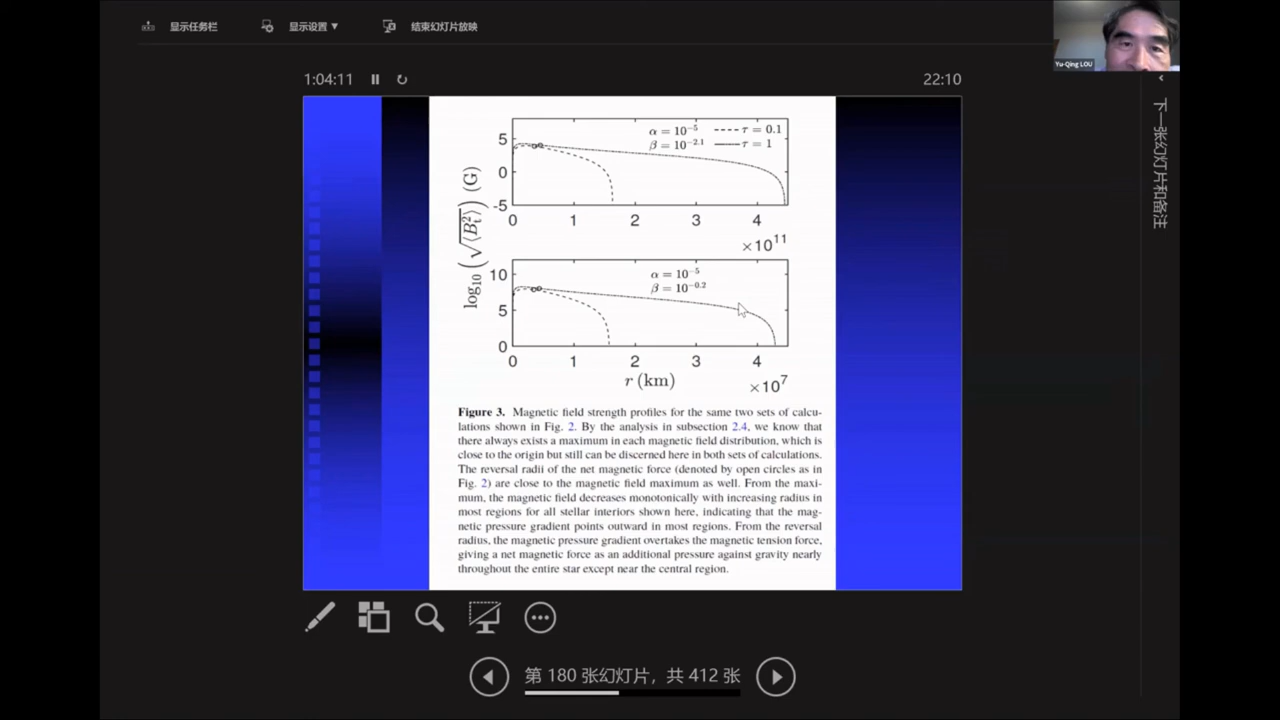 显示任务栏 显示设置 ▼ 结束幻灯片放映
Yu-Qing LOU
1:04:11 22:10
下一张幻灯片和备注
α = 10⁻⁵ τ = 0.1
β = 10⁻²·¹ τ = 1
5
0
-5
0 1 2 3 4
×10¹¹
log₁₀ (√⟨B²ₜ⟩) (G)
α = 10⁻⁵
β = 10⁻⁰·²
10
5
0
0 1 2 3 4
r (km) ×10⁷
Figure 3. Magnetic field strength profiles for the same two sets of calcu-
lations shown in Fig. 2. By the analysis in subsection 2.4, we know that
there always exists a maximum in each magnetic field distribution, which is
close to the origin but still can be discerned here in both sets of calculations.
The reversal radii of the net magnetic force (denoted by open circles as in
Fig. 2) are close to the magnetic field maximum as well. From the maxi-
mum, the magnetic field decreases monotonically with increasing radius in
most regions for all stellar interiors shown here, indicating that the mag-
netic pressure gradient points outward in most regions. From the reversal
radius, the magnetic pressure gradient overtakes the magnetic tension force,
giving a net magnetic force as an additional pressure against gravity nearly
throughout the entire star except near the central region.
第 180 张幻灯片，共 412 张